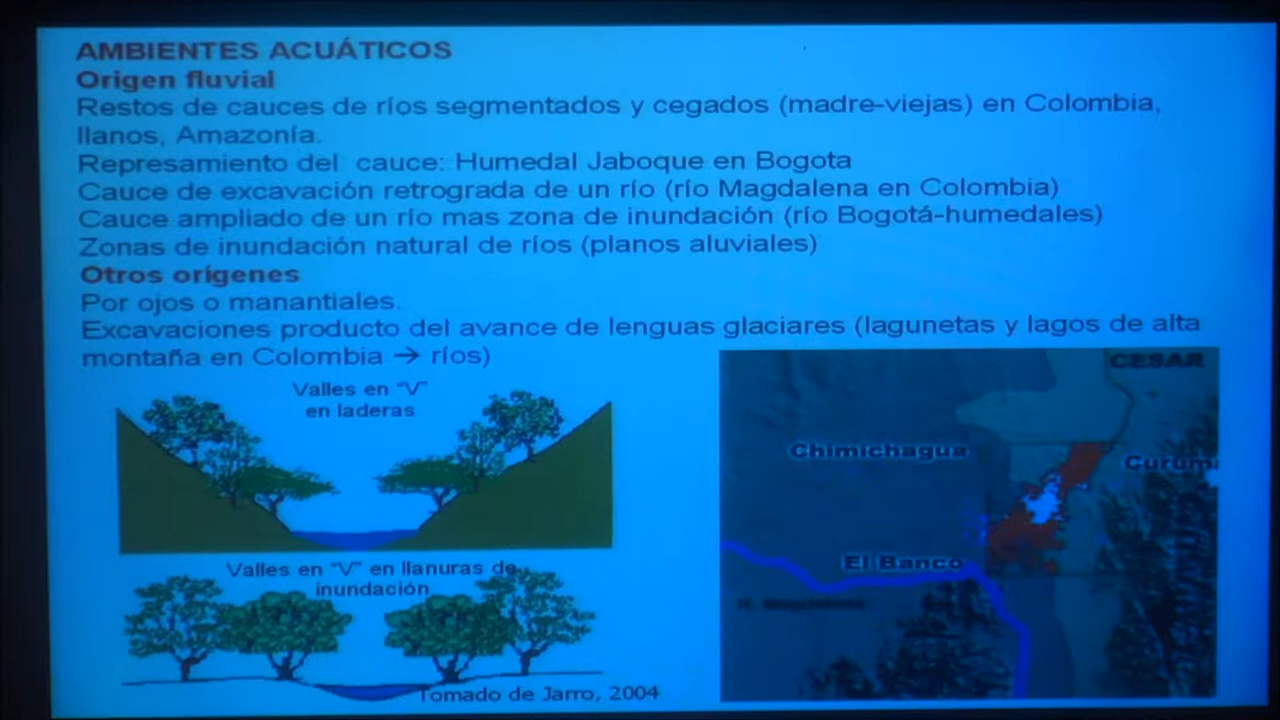 AMBIENTES ACUÁTICOS
Origen fluvial
Restos de cauces de ríos segmentados y cegados (madre-viejas) en Colombia,
llanos, Amazonía.
Represamiento del cauce: Humedal Jaboque en Bogota
Cauce de excavación retrograda de un río (río Magdalena en Colombia)
Cauce ampliado de un río mas zona de inundación (río Bogotá-humedales)
Zonas de inundación natural de ríos (planos aluviales)
Otros orígenes
Por ojos o manantiales.
Excavaciones producto del avance de lenguas glaciares (lagunetas y lagos de alta
montaña en Colombia → ríos)
Valles en "V"
en laderas
Valles en "V" en llanuras de
inundación
Tomado de Jarro, 2004
CESAR
Chimichagua
Curuma
El Banco
R. Magdalena